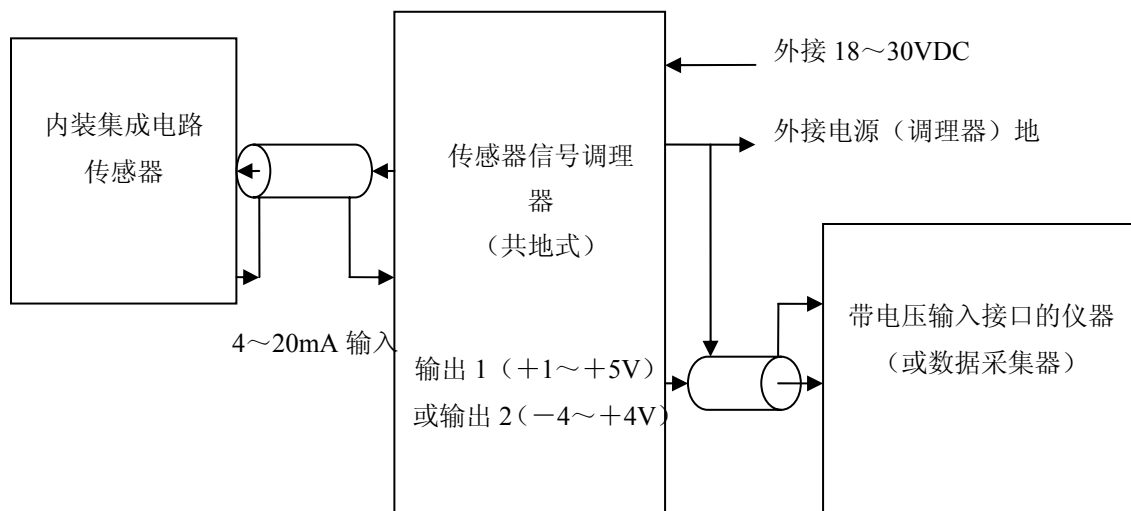 外接 18～30VDC
内装集成电路
传感器
外接电源（调理器）地
传感器信号调理
器
（共地式）
4～20mA 输入
带电压输入接口的仪器
（或数据采集器）
输出 1（＋1～＋5V）
或输出 2（－4～＋4V）